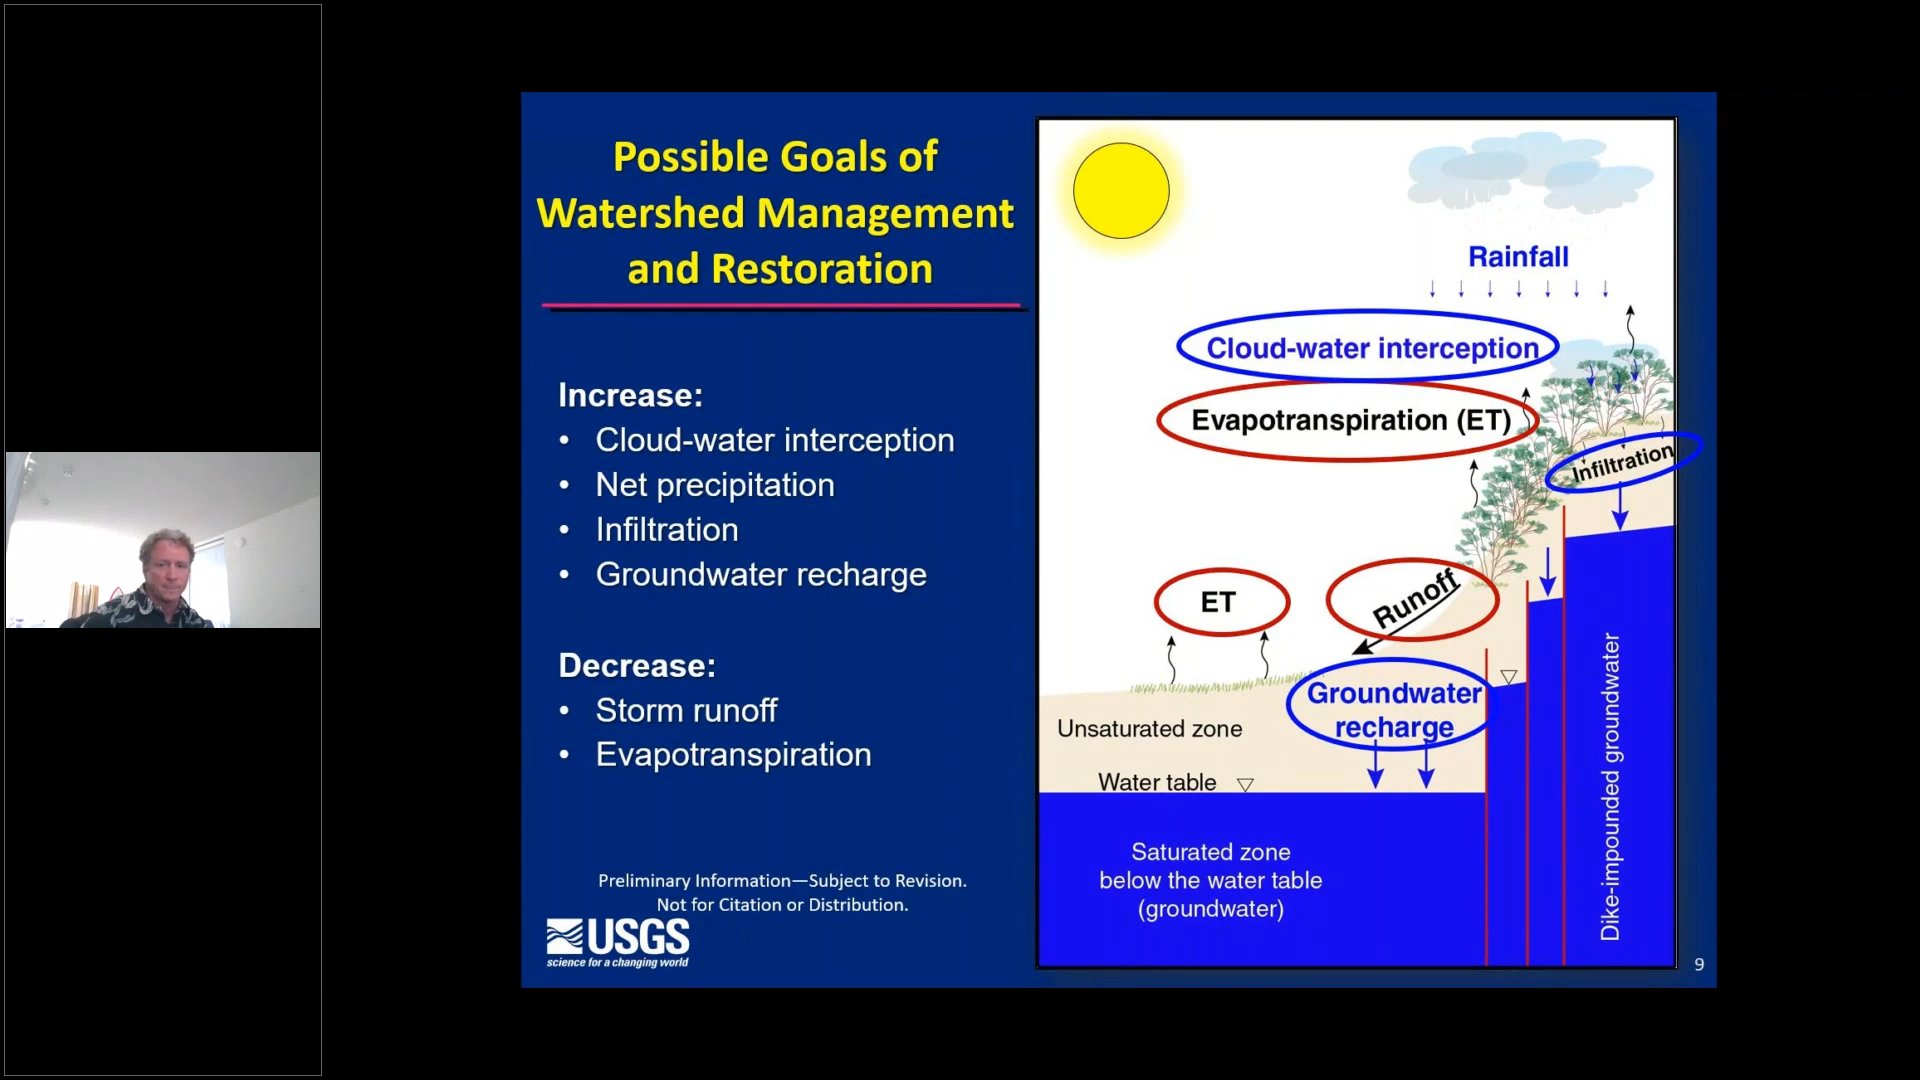 Possible Goals of
Watershed Management
and Restoration
Increase:
• Cloud-water interception
• Net precipitation
• Infiltration
• Groundwater recharge
Decrease:
• Storm runoff
• Evapotranspiration
Preliminary Information—Subject to Revision.
Not for Citation or Distribution.
USGS
science for a changing world
Rainfall
Cloud-water interception
Evapotranspiration (ET)
Infiltration
ET
Runoff
Groundwater
recharge
Unsaturated zone
Water table
Saturated zone
below the water table
(groundwater)
Dike-impounded groundwater
9